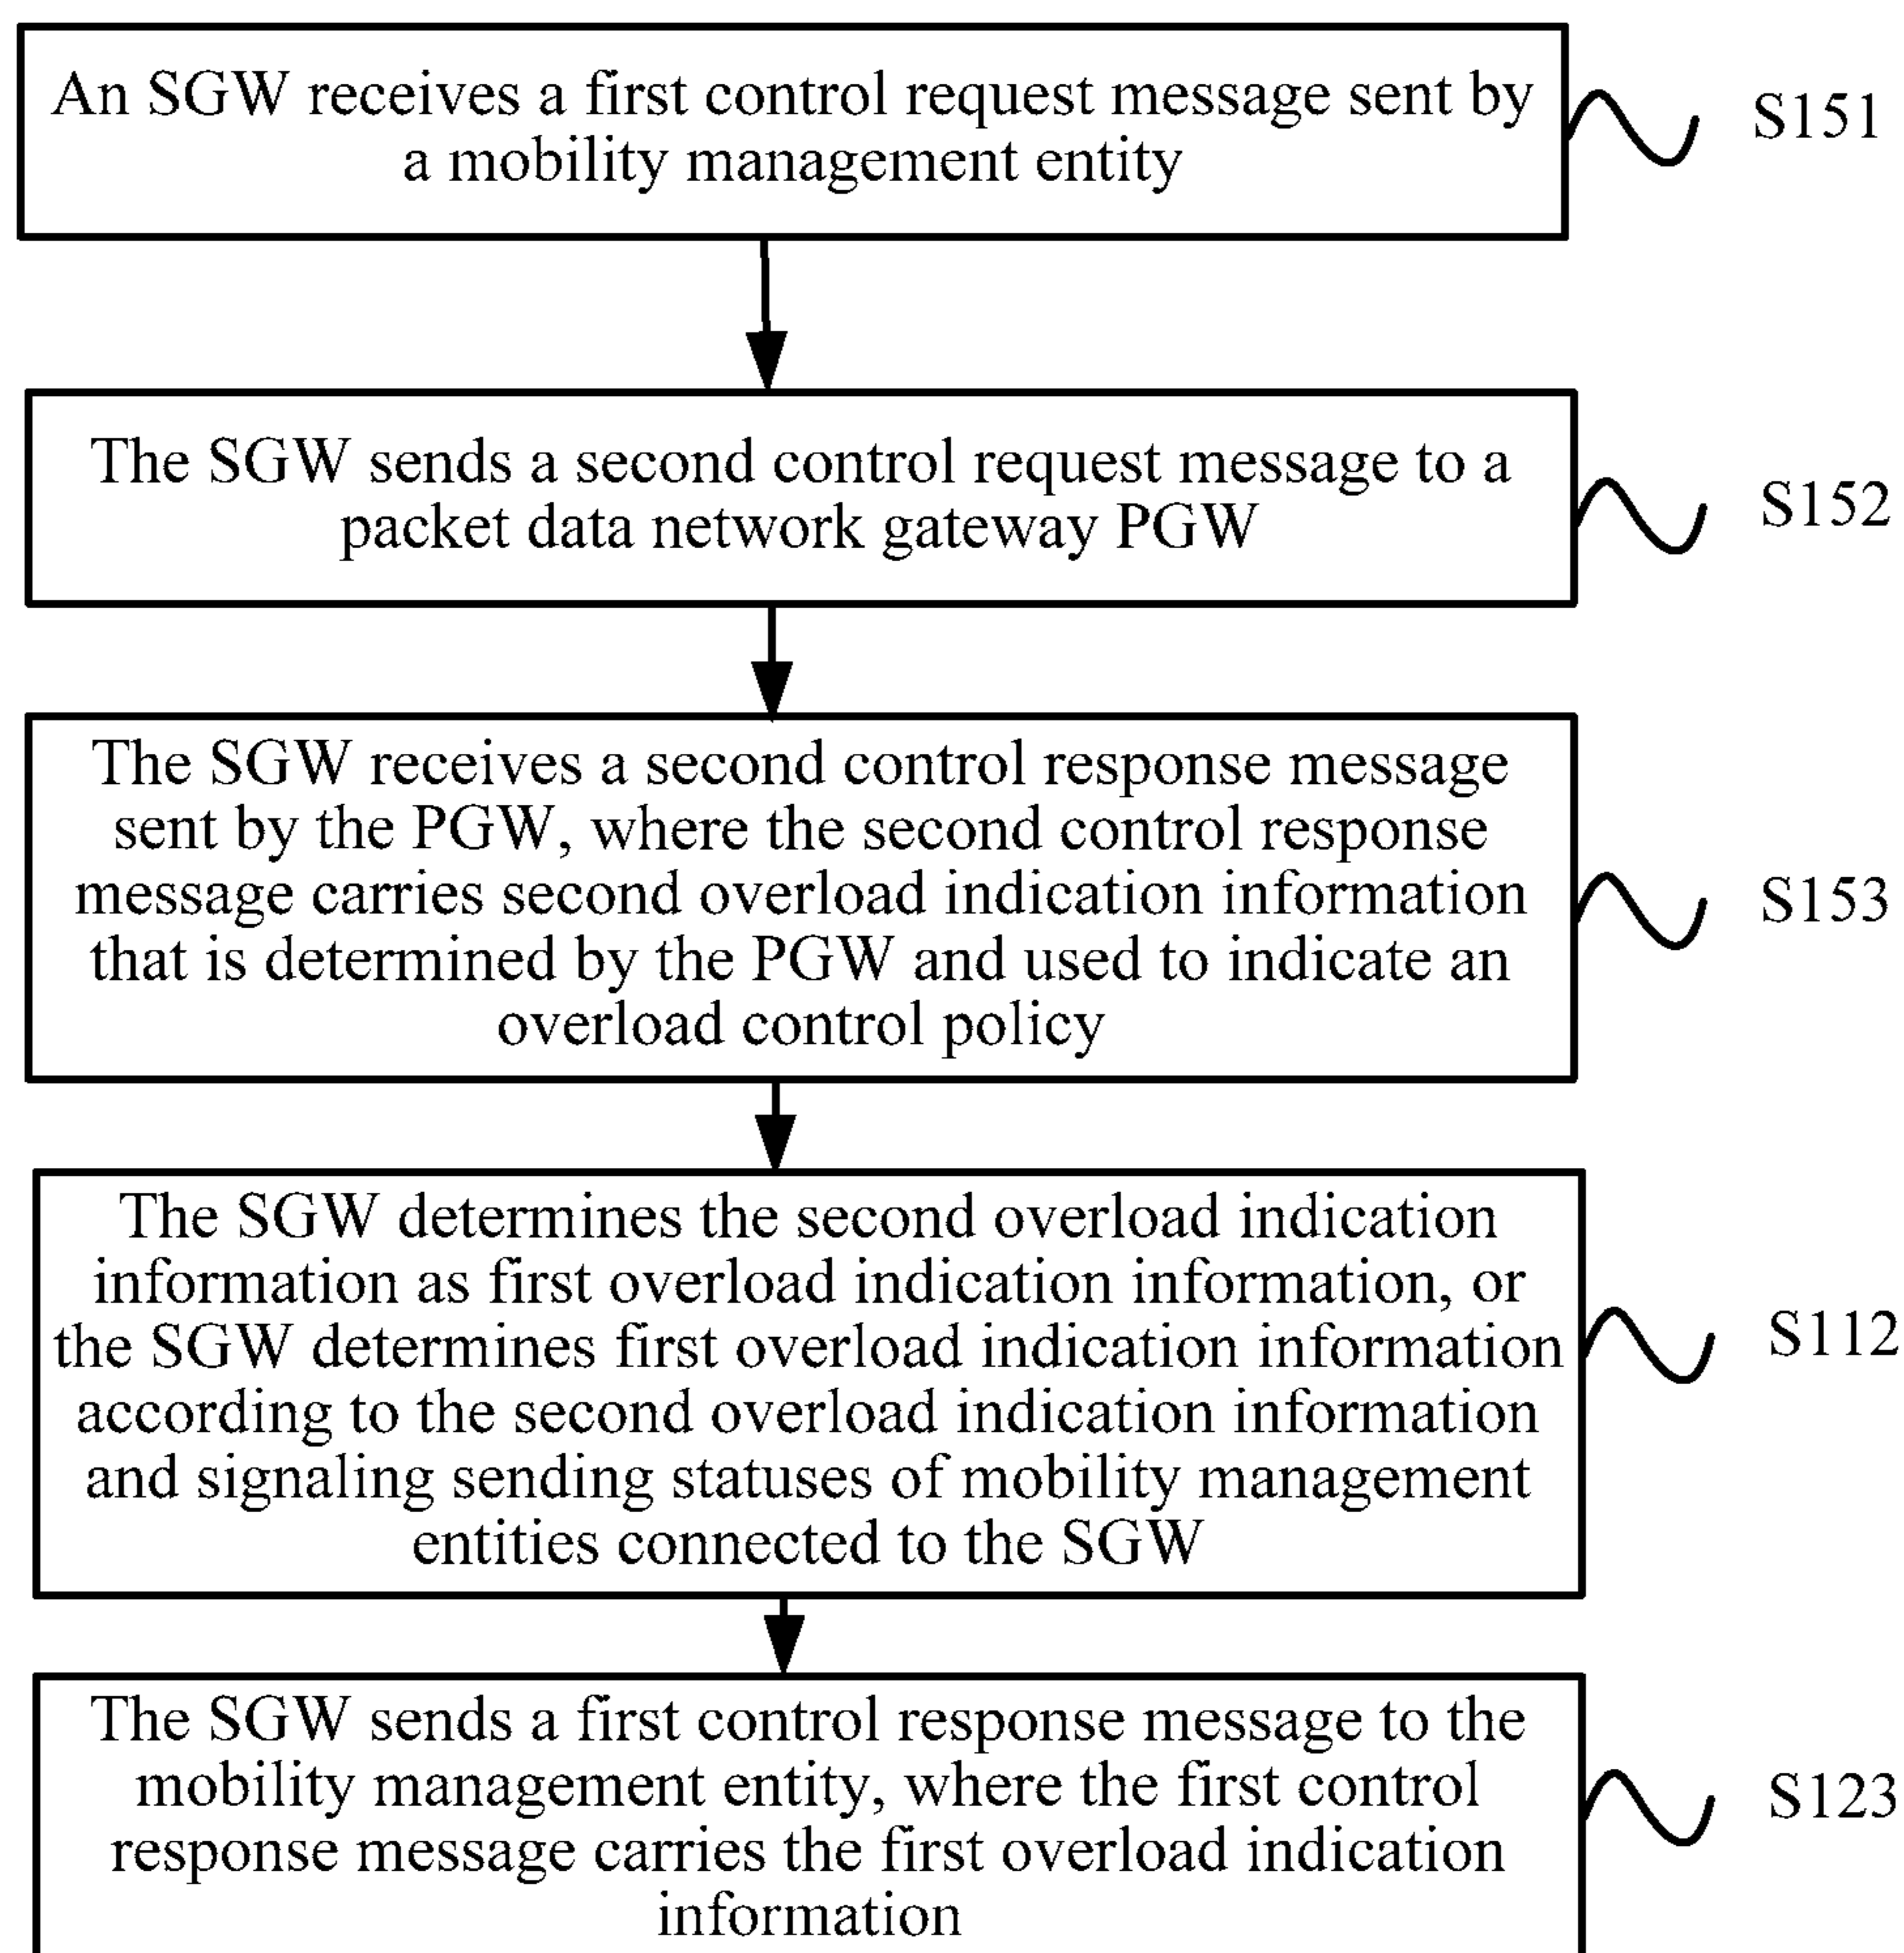 An SGW receives a first control request message sent by
a mobility management entity
S151
The SGW sends a second control request message to a
packet data network gateway PGW
S152
The SGW receives a second control response message
sent by the PGW, where the second control response
message carries second overload indication information
that is determined by the PGW and used to indicate an
overload control policy
S153
The SGW determines the second overload indication
information as first overload indication information, or
the SGW determines first overload indication information
according to the second overload indication information
and signaling sending statuses of mobility management
entities connected to the SGW
S112
The SGW sends a first control response message to the
mobility management entity, where the first control
response message carries the first overload indication
information
S123